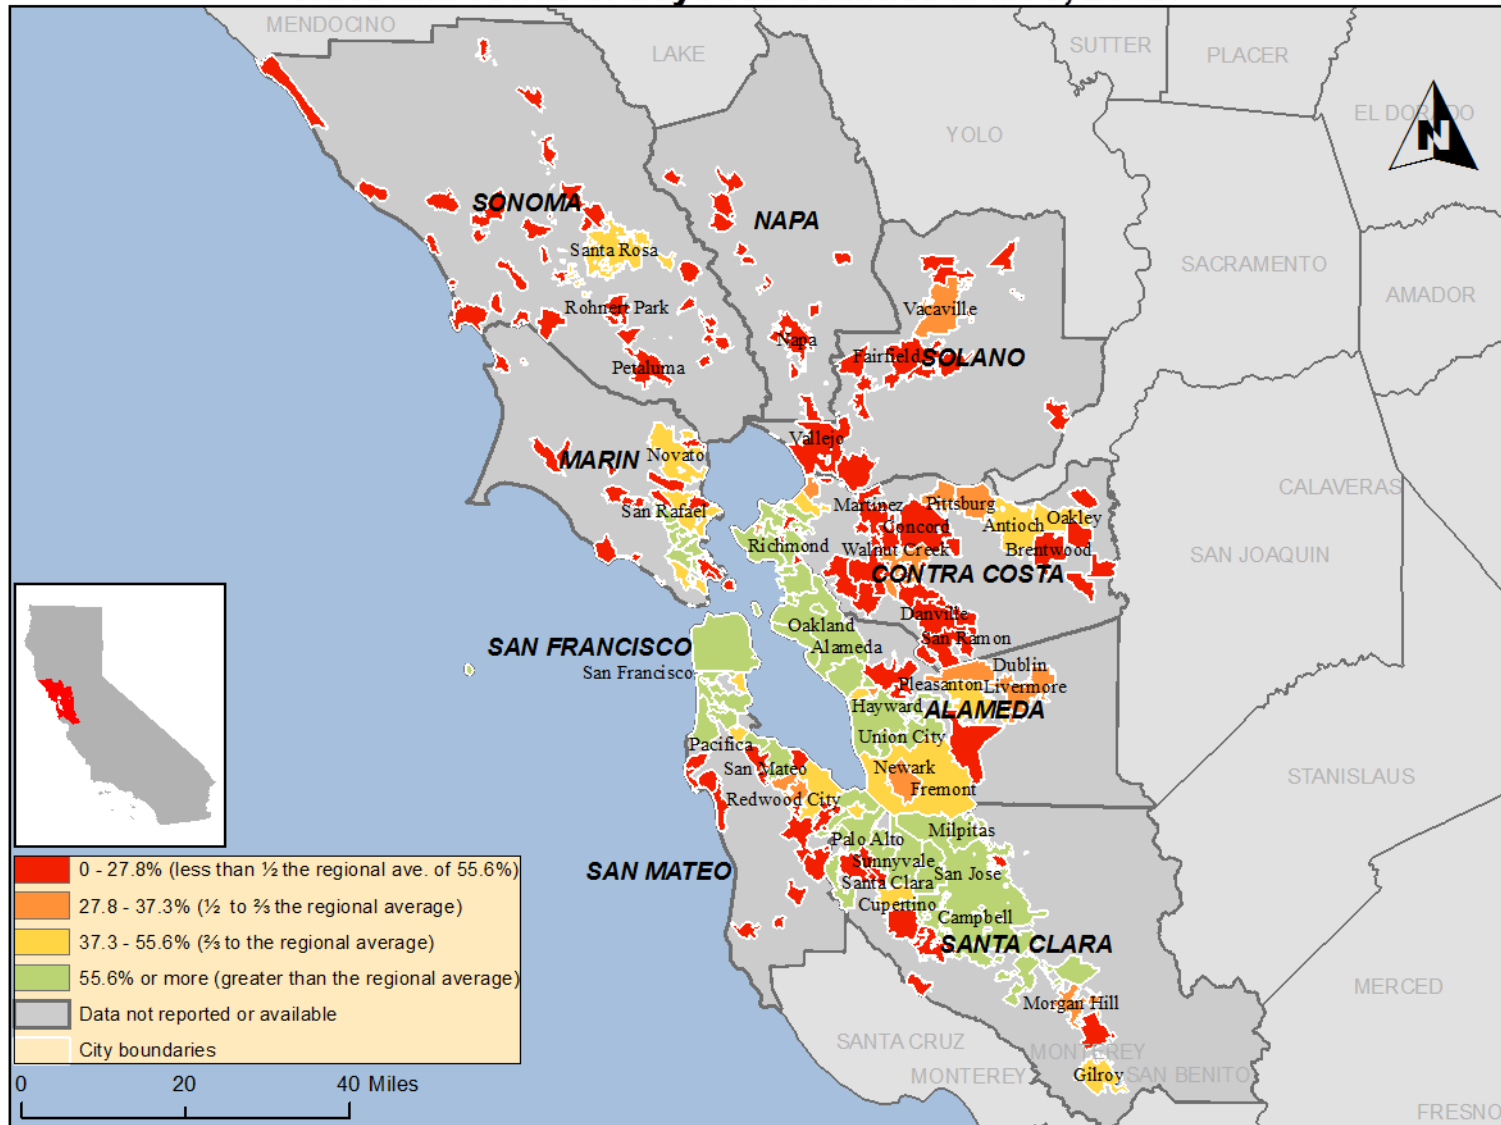 MENDOCINO
LAKE
SUTTER
PLACER
EL DORADO
YOLO
N
SONOMA
NAPA
Santa Rosa
SACRAMENTO
AMADOR
Rohnert Park
Vacaville
Napa
Fairfield
SOLANO
Petaluma
Vallejo
MARIN
Novato
CALAVERAS
San Rafael
Martinez
Pittsburg
Concord
Antioch
Oakley
Richmond
Walnut Creek
Brentwood
SAN JOAQUIN
CONTRA COSTA
Danville
Oakland
San Ramon
SAN FRANCISCO
Alameda
San Francisco
Dublin
Pleasanton
Livermore
Hayward
ALAMEDA
Pacifica
Union City
San Mateo
Newark
STANISLAUS
Fremont
Redwood City
Palo Alto
Milpitas
SAN MATEO
Sunnyvale
San Jose
Santa Clara
Cupertino
Campbell
SANTA CLARA
MERCED
Morgan Hill
SANTA CRUZ
MONTEREY
MONTEREY
Gilroy
SAN BENITO
FRESNO
0 - 27.8% (less than ½ the regional ave. of 55.6%)
27.8 - 37.3% (½ to ⅔ the regional average)
37.3 - 55.6% (⅔ to the regional average)
55.6% or more (greater than the regional average)
Data not reported or available
City boundaries
0 20 40 Miles